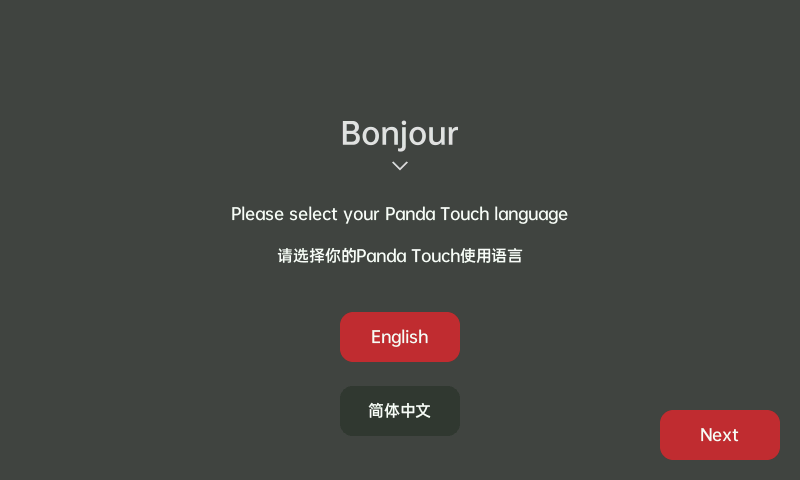 Bonjour
Please select your Panda Touch language
请选择你的Panda Touch使用语言
English
简体中文
Next